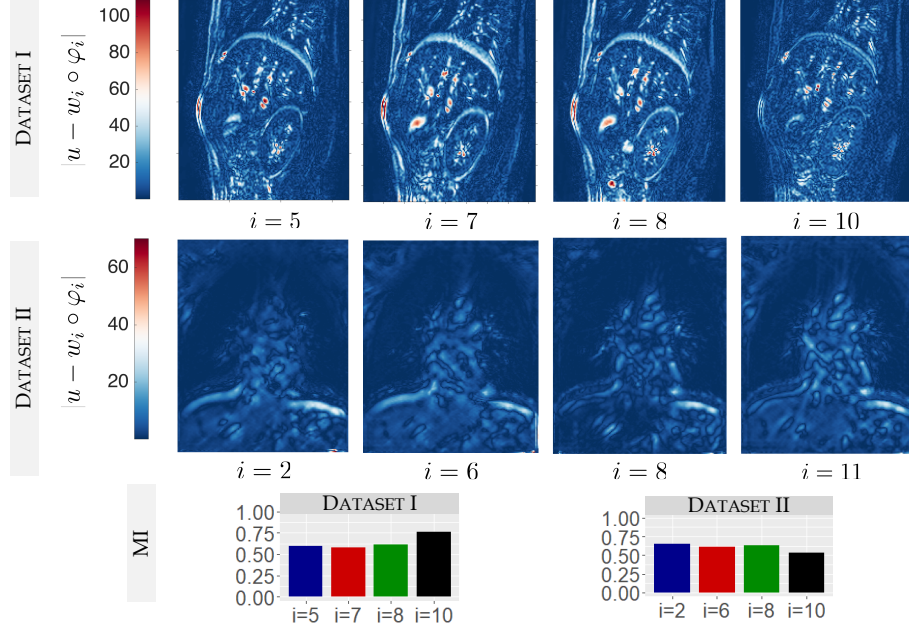 DATASET I
|u − w_i ∘ φ_i|
100
80
60
40
20
i = 5
i = 7
i = 8
i = 10
DATASET II
|u − w_i ∘ φ_i|
60
40
20
i = 2
i = 6
i = 8
i = 11
MI
DATASET I
1.00
0.75
0.50
0.25
0.00
i=5 i=7 i=8 i=10
DATASET II
1.00
0.75
0.50
0.25
0.00
i=2 i=6 i=8 i=10